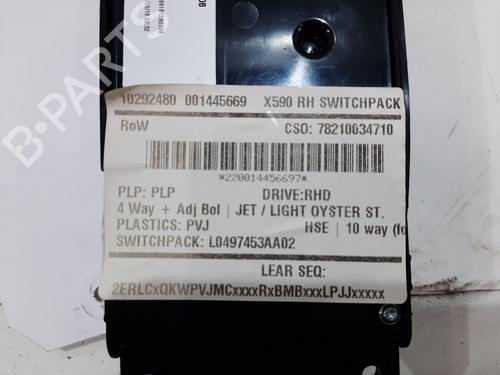 10292480 001445669 X590 RH SWITCHPACK
RoW CSO: 78210034710
*220014456697*
PLP: PLP DRIVE:RHD
4 Way + Adj Bol | JET / LIGHT OYSTER ST.
PLASTICS: PVJ HSE | 10 way (fo
SWITCHPACK: L0497453AA02
LEAR SEQ:
2ERLCxQKWPVJMCxxxxRxBMBxxxLPJJxxxxx
B-PARTS